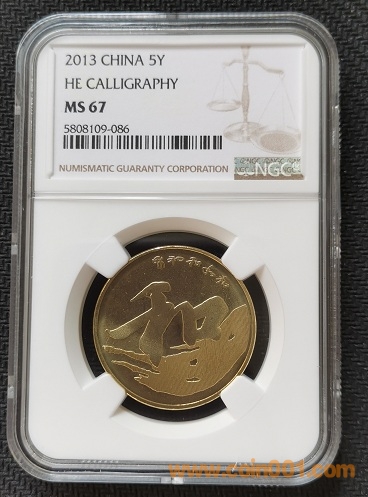 2013 CHINA 5Y
HE CALLIGRAPHY
MS 67
5808109-086
NUMISMATIC GUARANTY CORPORATION
NGC
www.coin001.com